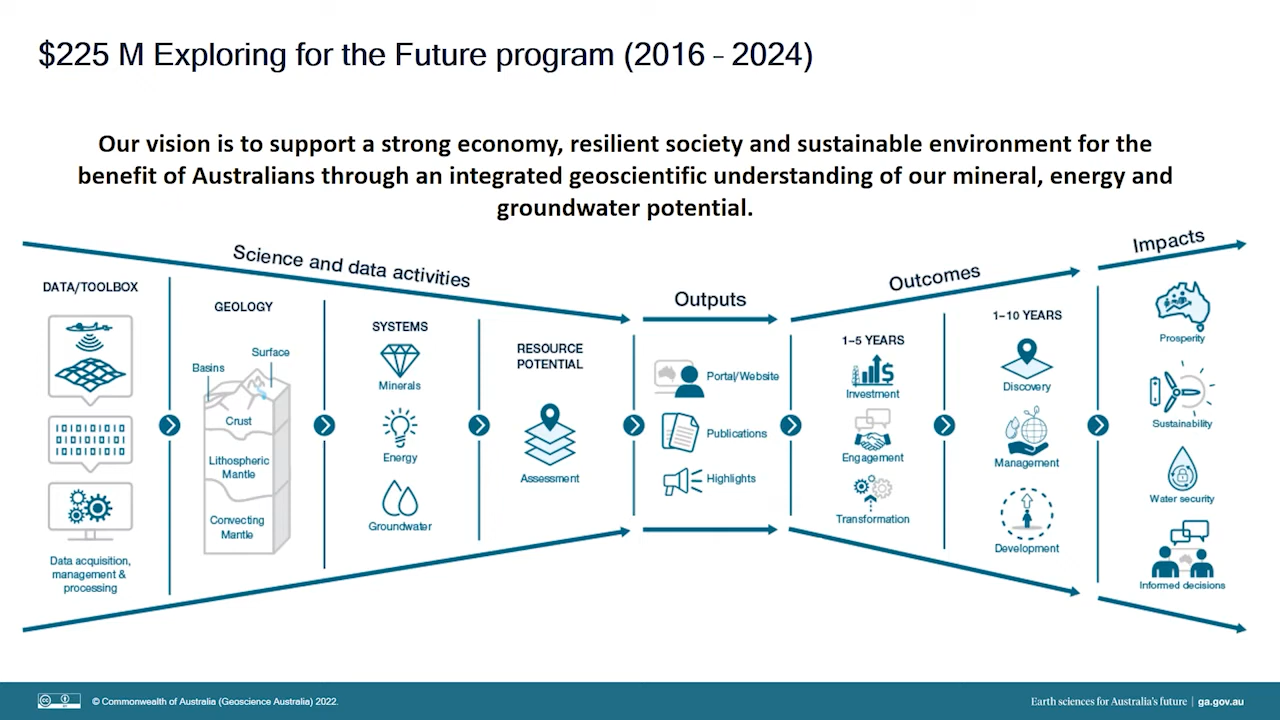 $225 M Exploring for the Future program (2016 – 2024)
Our vision is to support a strong economy, resilient society and sustainable environment for the
benefit of Australians through an integrated geoscientific understanding of our mineral, energy and
groundwater potential.
Science and data activities
Outputs
Outcomes
Impacts
DATA/TOOLBOX
Data acquisition,
management &
processing
GEOLOGY
Surface
Basins
Crust
Lithospheric
Mantle
Convecting
Mantle
SYSTEMS
Minerals
Energy
Groundwater
RESOURCE
POTENTIAL
Assessment
Portal/Website
Publications
Highlights
1–5 YEARS
Investment
Engagement
Transformation
1–10 YEARS
Discovery
Management
Development
Prosperity
Sustainability
Water security
Informed decisions
© Commonwealth of Australia (Geoscience Australia) 2022.
Earth sciences for Australia's future | ga.gov.au